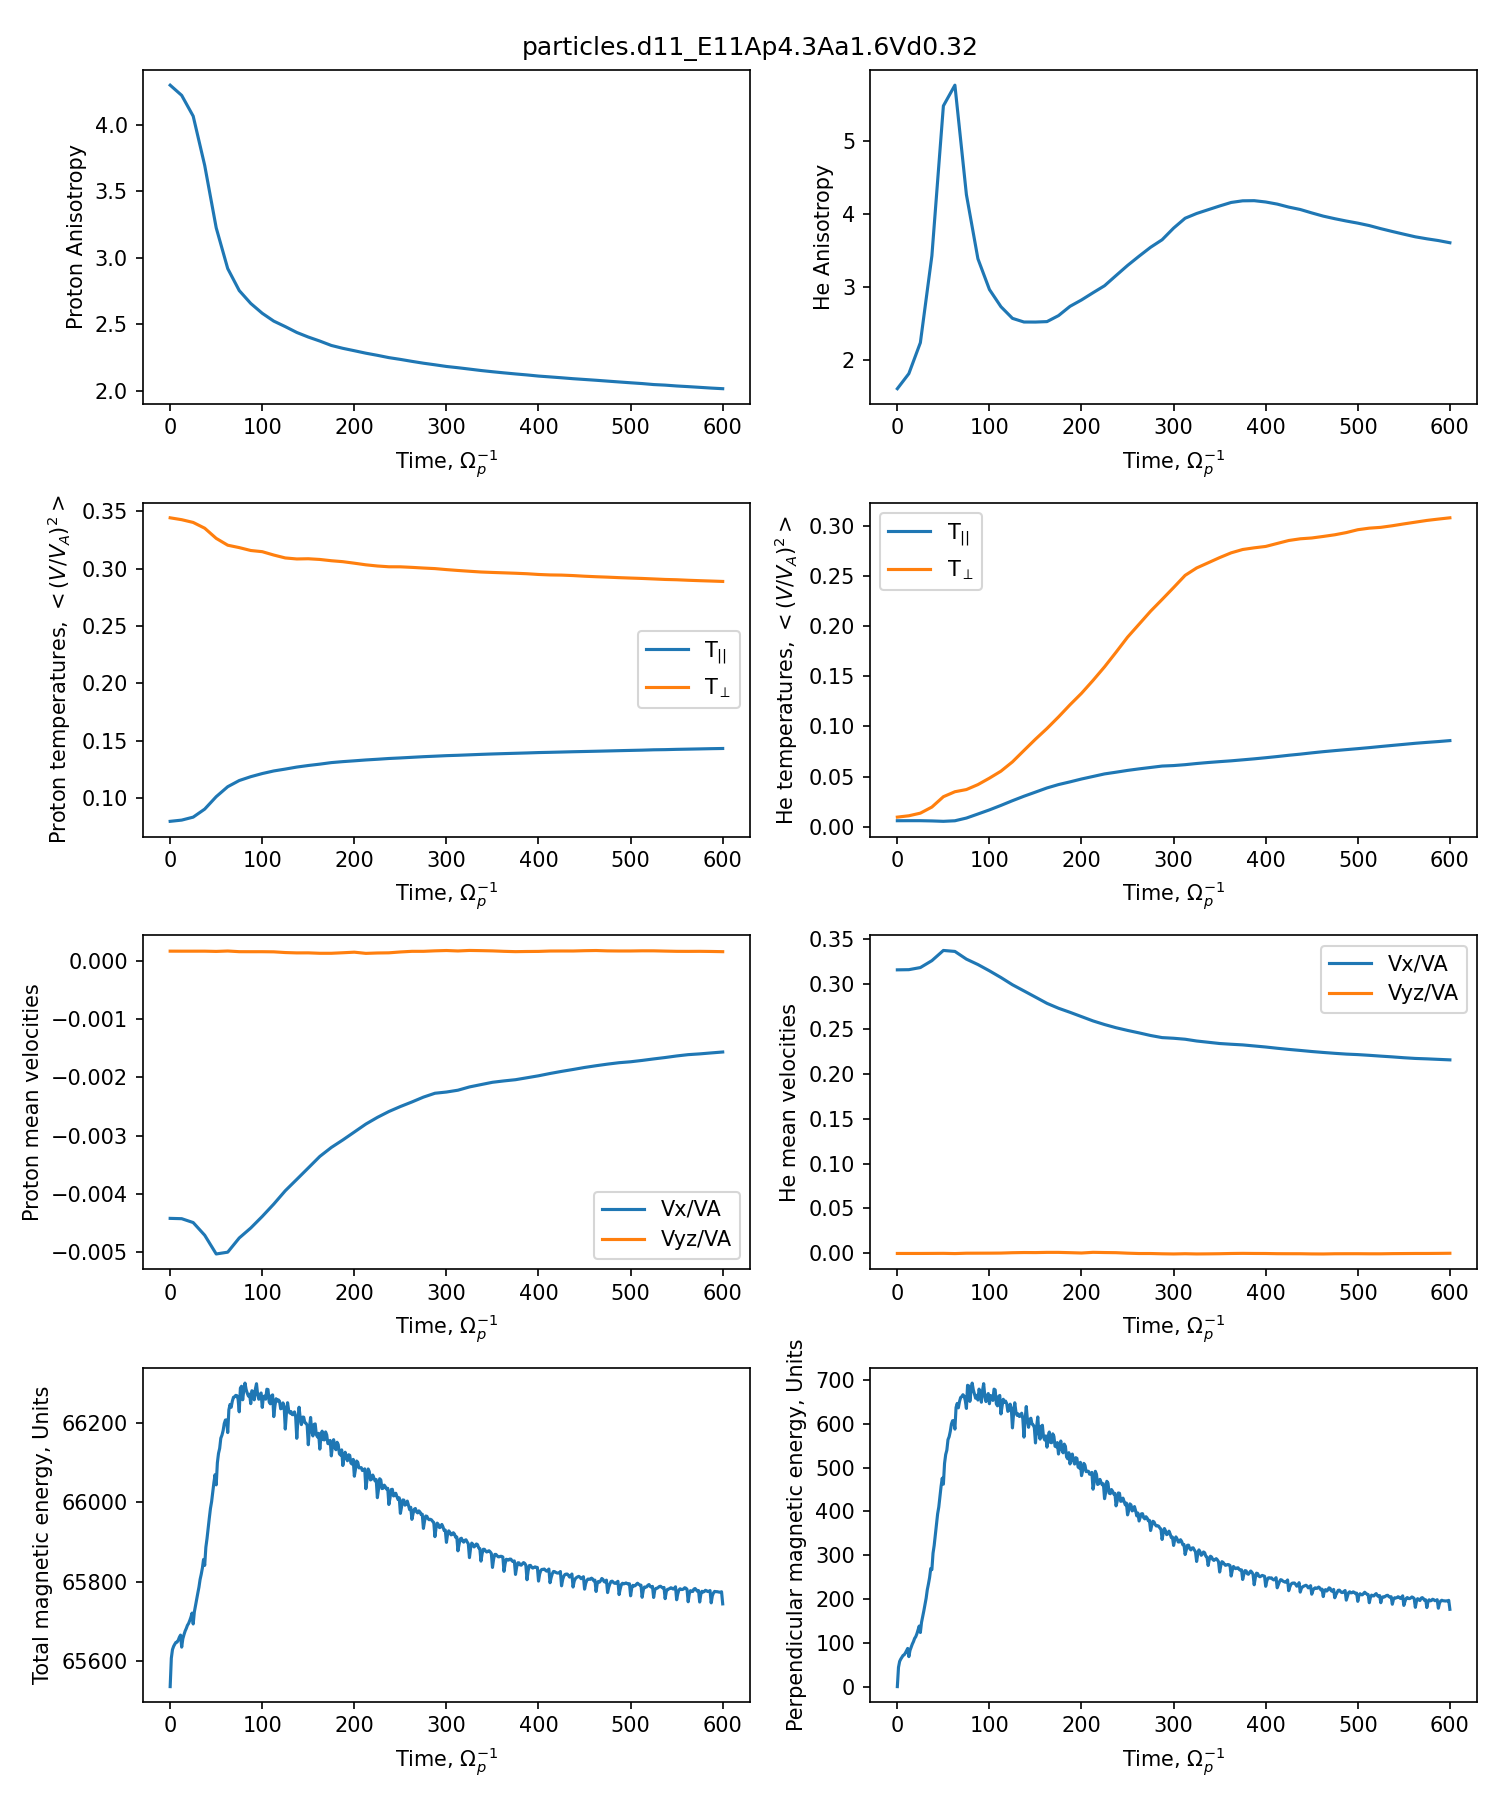 particles.d11_E11Ap4.3Aa1.6Vd0.32
Proton Anisotropy
4.0
3.5
3.0
2.5
2.0
0 100 200 300 400 500 600
Time, Ω_p^{-1}
He Anisotropy
5
4
3
2
0 100 200 300 400 500 600
Time, Ω_p^{-1}
Proton temperatures, <(V/V_A)^2>
0.35
0.30
0.25
0.20
0.15
0.10
T_{||}
T_⊥
0 100 200 300 400 500 600
Time, Ω_p^{-1}
He temperatures, <(V/V_A)^2>
0.30
0.25
0.20
0.15
0.10
0.05
0.00
T_{||}
T_⊥
0 100 200 300 400 500 600
Time, Ω_p^{-1}
Proton mean velocities
0.000
−0.001
−0.002
−0.003
−0.004
−0.005
Vx/VA
Vyz/VA
0 100 200 300 400 500 600
Time, Ω_p^{-1}
He mean velocities
0.35
0.30
0.25
0.20
0.15
0.10
0.05
0.00
Vx/VA
Vyz/VA
0 100 200 300 400 500 600
Time, Ω_p^{-1}
Total magnetic energy, Units
66200
66000
65800
65600
0 100 200 300 400 500 600
Time, Ω_p^{-1}
Perpendicular magnetic energy, Units
700
600
500
400
300
200
100
0
0 100 200 300 400 500 600
Time, Ω_p^{-1}